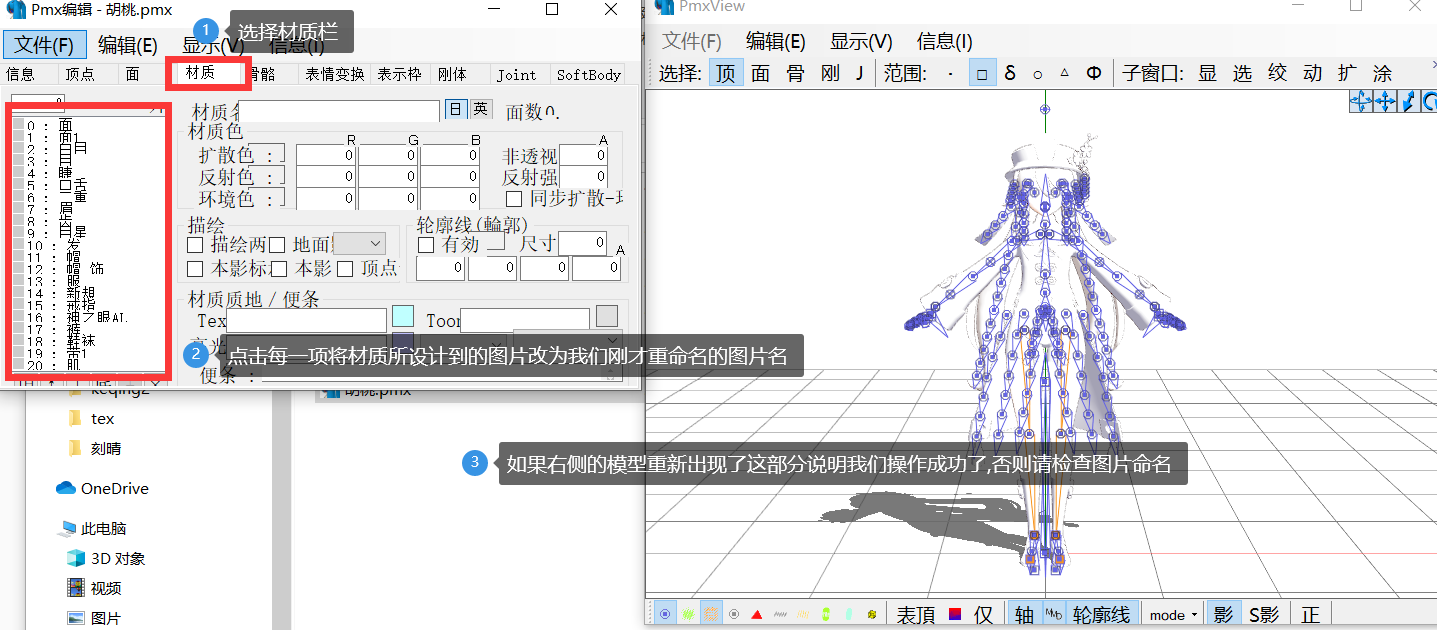 Pmx编辑 - 胡桃.pmx
1 选择材质栏
文件(F) 编辑(E) 显示(V) 信息(I)
信息 顶点 面 材质 骨骼 表情变换 表示枠 刚体 Joint SoftBody
材质名
日 英 面数 0.
材质色
R G B A
扩散色 : 0 0 0 非透视 0
反射色 : 0 0 0 反射强 0
环境色 : 0 0 0 同步扩散-环
描绘
描绘两 地面
本影标 本影 顶点
轮廓线(輪郭)
有効 尺寸 0
A
0 0 0 0
材质质地 / 便条
Tex Toon
便条 :
0 : 面
1 : 面1
2 : 白目
3 : 目
4 : 睫
5 : 口舌
6 : 二重
7 : 眉
8 : 齿
9 : 目星
10 : 发
11 : 帽
12 : 帽 饰
13 : 服
14 : 新规
15 : 戒指
16 : 袖ノ眼AI.
17 : 裤
18 : 鞋袜
19 : 带1
20 : 肌
2 点击每一项将材质所设计到的图片改为我们刚才重命名的图片名
胡桃.pmx
keqing2
tex
刻晴
OneDrive
此电脑
3D 对象
视频
图片
3 如果右侧的模型重新出现了这部分说明我们操作成功了,否则请检查图片命名
PmxView
文件(F) 编辑(E) 显示(V) 信息(I)
选择: 顶 面 骨 刚 J 范围: · □ δ ○ △ Φ 子窗口: 显 选 绞 动 扩 涂
表頂 仅 轴 MMD 轮廓线 mode 影 S影 正